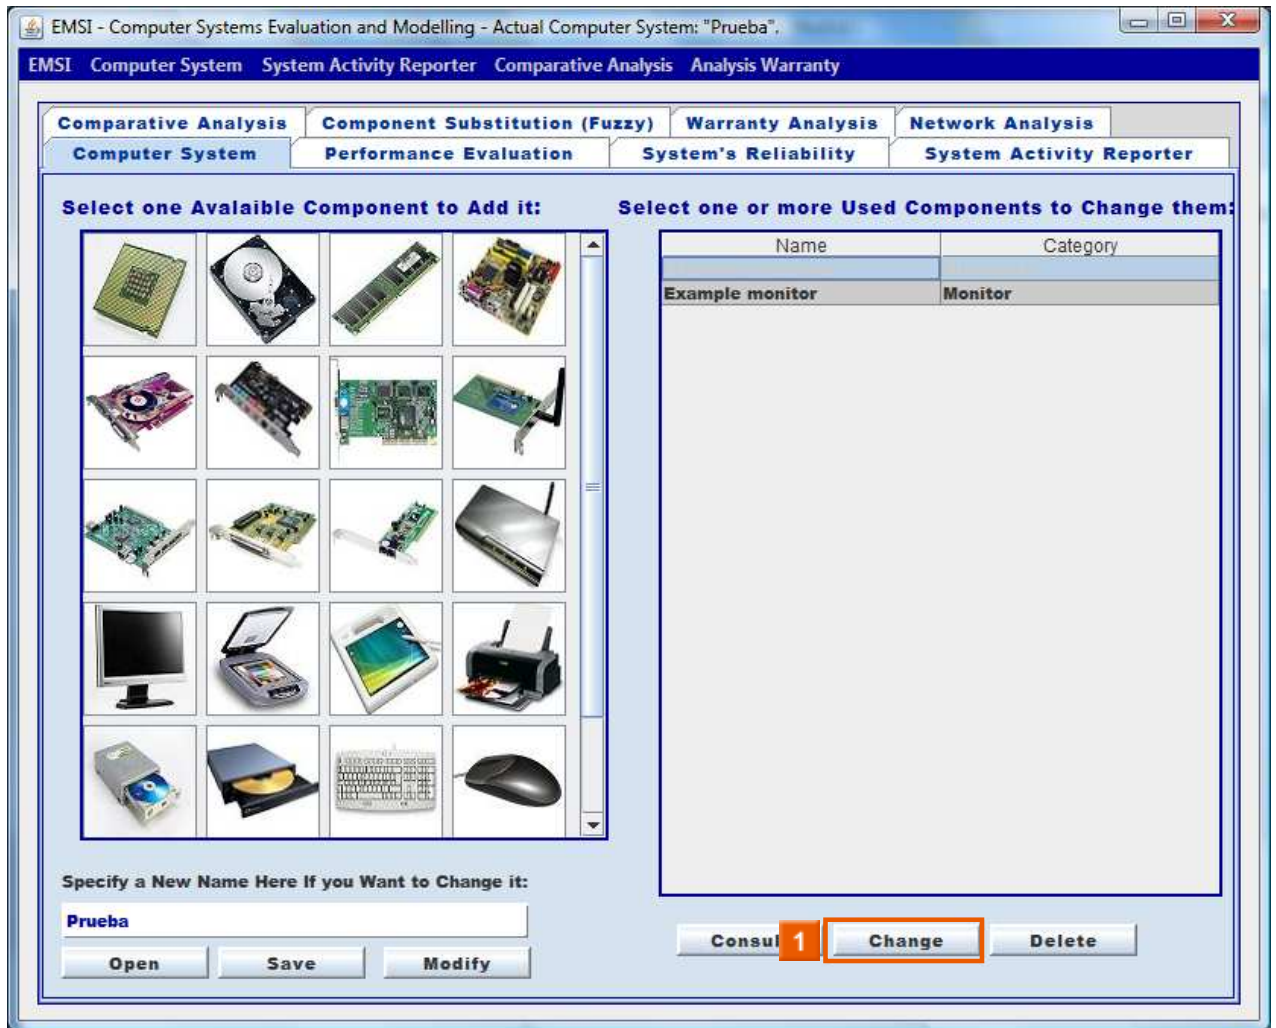 EMSI - Computer Systems Evaluation and Modelling - Actual Computer System: "Prueba".
EMSI Computer System System Activity Reporter Comparative Analysis Analysis Warranty
Comparative Analysis Component Substitution (Fuzzy) Warranty Analysis Network Analysis
Computer System Performance Evaluation System's Reliability System Activity Reporter
Select one Avalaible Component to Add it: Select one or more Used Components to Change them:
Name Category
Example monitor Monitor
Specify a New Name Here If you Want to Change it:
Prueba
Consul 1 Change Delete
Open Save Modify